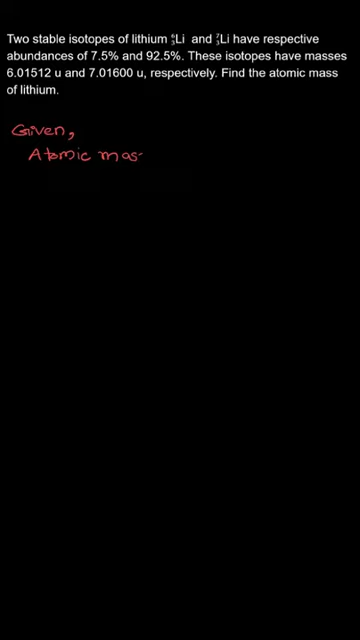 Two stable isotopes of lithium ⁶₃Li and ⁷₃Li have respective
abundances of 7.5% and 92.5%. These isotopes have masses
6.01512 u and 7.01600 u, respectively. Find the atomic mass
of lithium.
Given,
Atomic mas